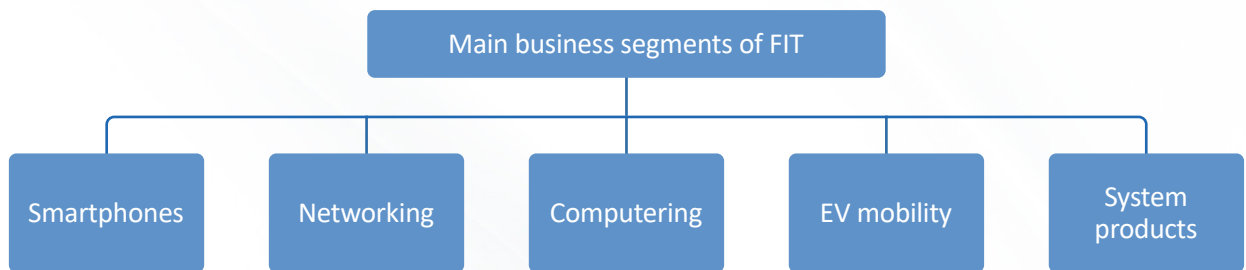 Main business segments of FIT
Smartphones
Networking
Computering
EV mobility
System
products